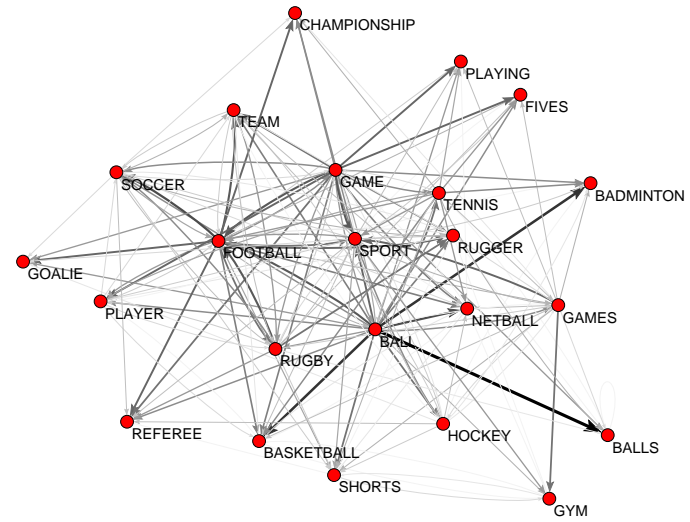 CHAMPIONSHIP
PLAYING
FIVES
TEAM
GAME
SOCCER
TENNIS
BADMINTON
RUGGER
FOOTBALL
SPORT
GOALIE
PLAYER
NETBALL
GAMES
BALL
RUGBY
REFEREE
HOCKEY
BASKETBALL
BALLS
SHORTS
GYM